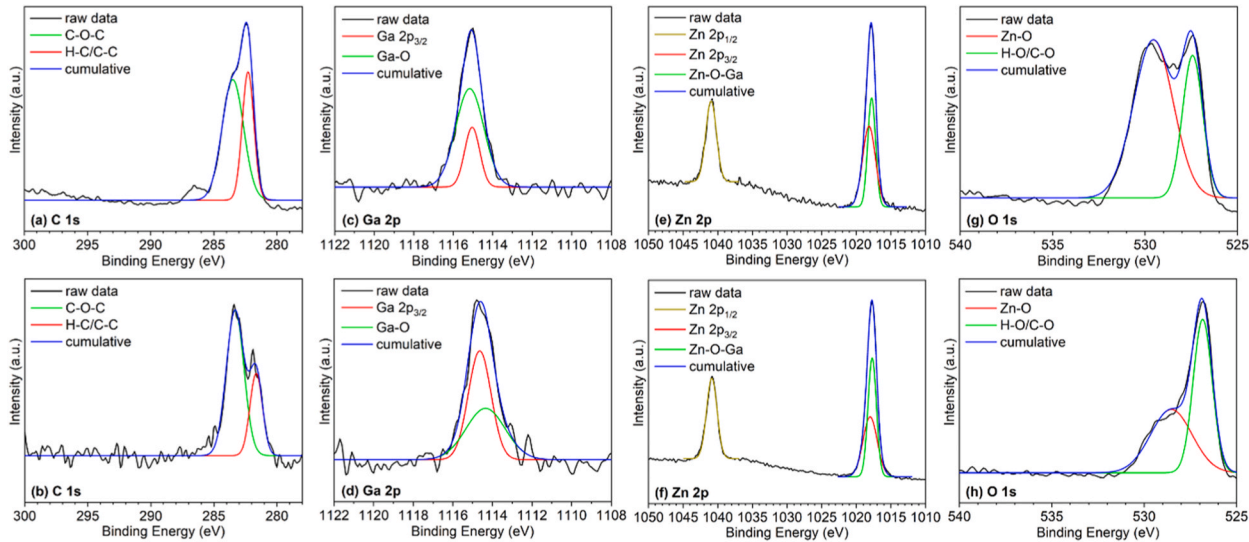 Intensity (a.u.)
raw data
C-O-C
H-C/C-C
cumulative
(a) C 1s
300 295 290 285 280
Binding Energy (eV)
Intensity (a.u.)
raw data
Ga 2p3/2
Ga-O
cumulative
(c) Ga 2p
1122 1120 1118 1116 1114 1112 1110 1108
Binding Energy (eV)
Intensity (a.u.)
raw data
Zn 2p1/2
Zn 2p3/2
Zn-O-Ga
cumulative
(e) Zn 2p
1050 1045 1040 1035 1030 1025 1020 1015 1010
Binding Energy (eV)
Intensity (a.u.)
raw data
Zn-O
H-O/C-O
cumulative
(g) O 1s
540 535 530 525
Binding Energy (eV)
Intensity (a.u.)
raw data
C-O-C
H-C/C-C
cumulative
(b) C 1s
300 295 290 285 280
Binding Energy (eV)
Intensity (a.u.)
raw data
Ga 2p3/2
Ga-O
cumulative
(d) Ga 2p
1122 1120 1118 1116 1114 1112 1110 1108
Binding Energy (eV)
Intensity (a.u.)
raw data
Zn 2p1/2
Zn 2p3/2
Zn-O-Ga
cumulative
(f) Zn 2p
1050 1045 1040 1035 1030 1025 1020 1015 1010
Binding Energy (eV)
Intensity (a.u.)
raw data
Zn-O
H-O/C-O
cumulative
(h) O 1s
540 535 530 525
Binding Energy (eV)